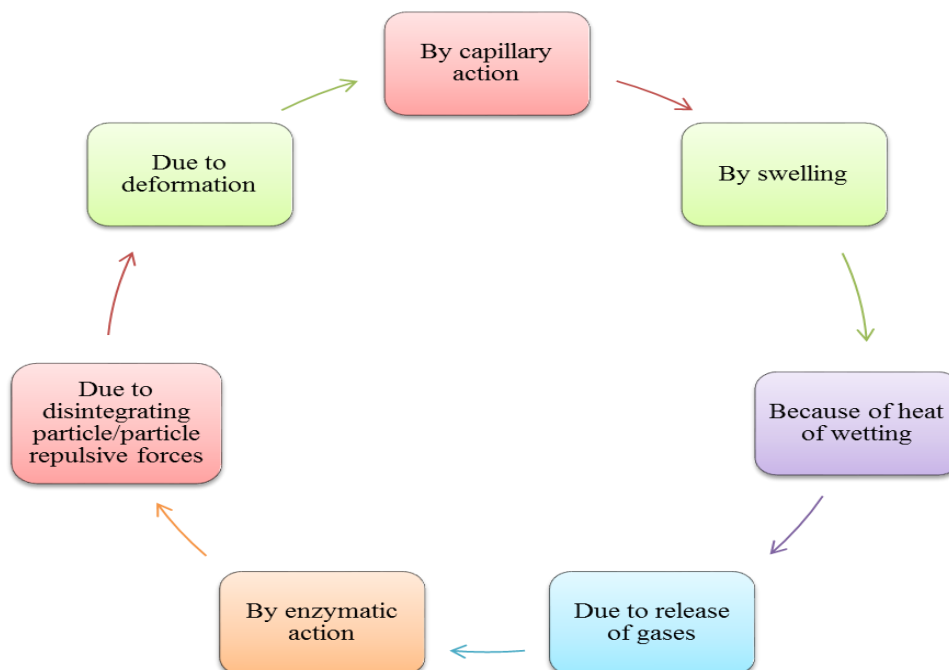 By capillary
action
By swelling
Because of heat
of wetting
Due to release
of gases
By enzymatic
action
Due to
disintegrating
particle/particle
repulsive forces
Due to
deformation